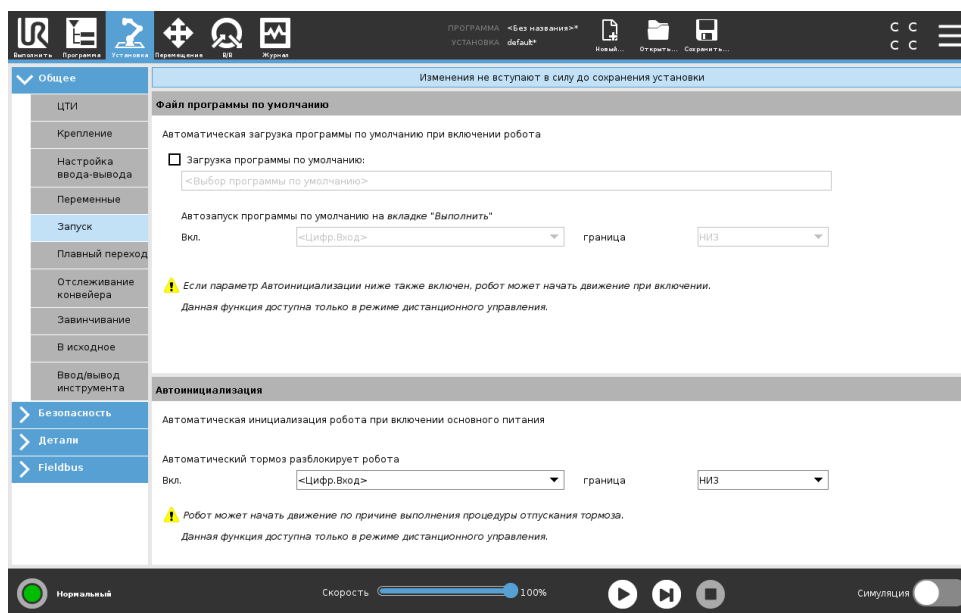 ПРОГРАММА <Без названия>*
УСТАНОВКА default*
Выполнить Программа Установка Перемещение В/В Журнал Новый... Открыть... Сохранить...
C C
C C
Общее
Изменения не вступают в силу до сохранения установки
ЦТИ
Файл программы по умолчанию
Крепление
Автоматическая загрузка программы по умолчанию при включении робота
Настройка
ввода-вывода
Загрузка программы по умолчанию:
<Выбор программы по умолчанию>
Переменные
Запуск
Автозапуск программы по умолчанию на вкладке "Выполнить"
Вкл. <Цифр.Вход> граница НИЗ
Плавный переход
Отслеживание
конвейера
Если параметр Автоинициализации ниже также включен, робот может начать движение при включении.
Данная функция доступна только в режиме дистанционного управления.
Завинчивание
В исходное
Ввод/вывод
инструмента
Автоинициализация
Безопасность
Автоматическая инициализация робота при включении основного питания
Детали
Fieldbus
Автоматический тормоз разблокирует робота
Вкл. <Цифр.Вход> граница НИЗ
Робот может начать движение по причине выполнения процедуры отпускания тормоза.
Данная функция доступна только в режиме дистанционного управления.
Нормальный Скорость 100% Симуляция